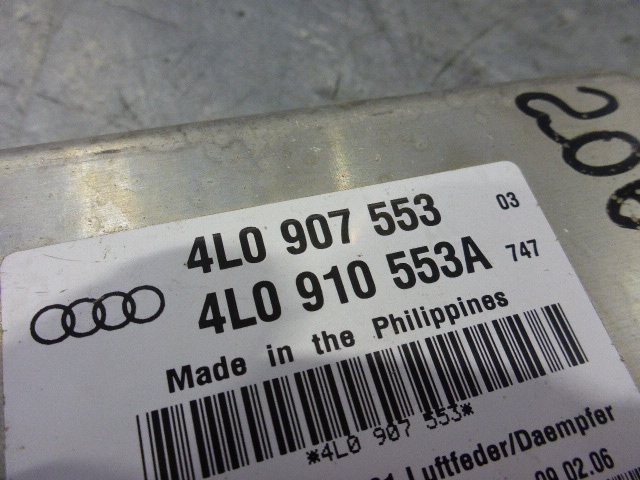 4L0 907 553 03
4L0 910 553A 747
Made in the Philippines
*4L0 907 553*
Luftfeder/Daempfer
09.02.06